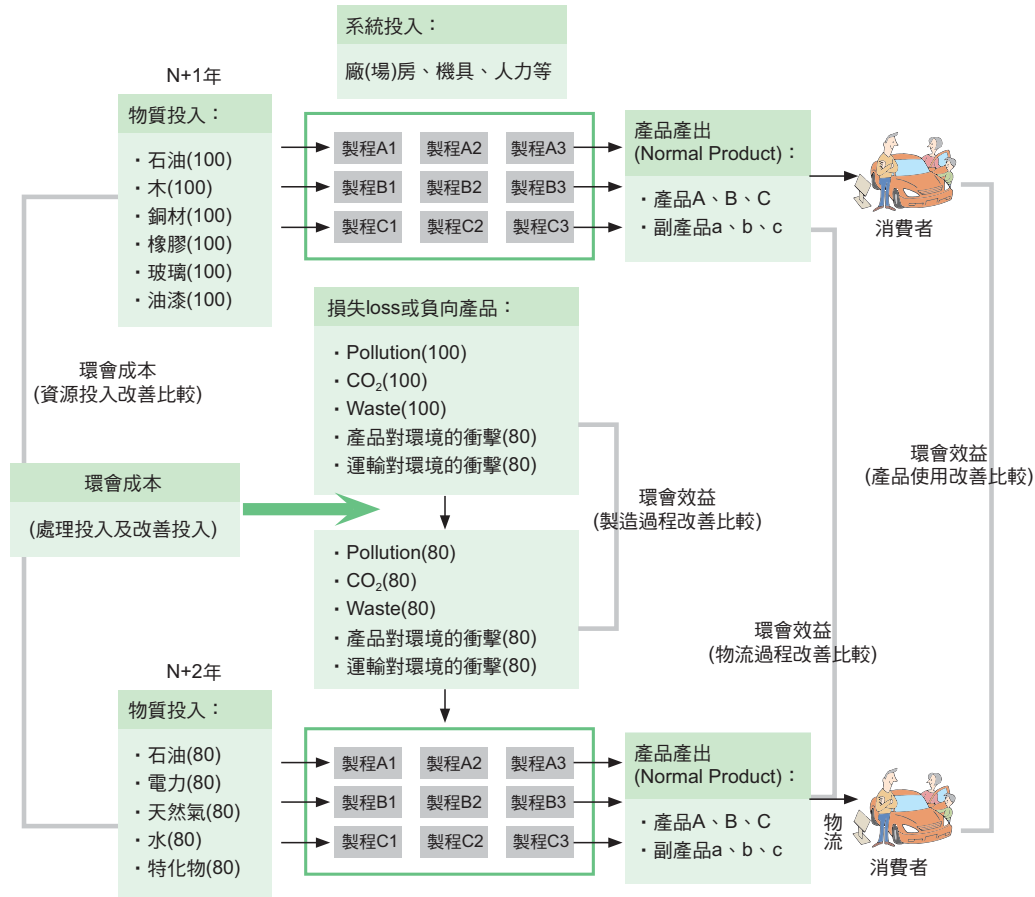 系統投入：
廠(場)房、機具、人力等
N+1年
物質投入：
・石油(100)
・木(100)
・銅材(100)
・橡膠(100)
・玻璃(100)
・油漆(100)
製程A1
製程A2
製程A3
製程B1
製程B2
製程B3
製程C1
製程C2
製程C3
產品產出
(Normal Product)：
・產品A、B、C
・副產品a、b、c
消費者
損失loss或負向產品：
・Pollution(100)
・CO₂(100)
・Waste(100)
・產品對環境的衝擊(80)
・運輸對環境的衝擊(80)
環會成本
(資源投入改善比較)
環會成本
(處理投入及改善投入)
環會效益
(製造過程改善比較)
環會效益
(產品使用改善比較)
・Pollution(80)
・CO₂(80)
・Waste(80)
・產品對環境的衝擊(80)
・運輸對環境的衝擊(80)
環會效益
(物流過程改善比較)
N+2年
物質投入：
・石油(80)
・電力(80)
・天然氣(80)
・水(80)
・特化物(80)
製程A1
製程A2
製程A3
製程B1
製程B2
製程B3
製程C1
製程C2
製程C3
產品產出
(Normal Product)：
・產品A、B、C
・副產品a、b、c
物流
消費者